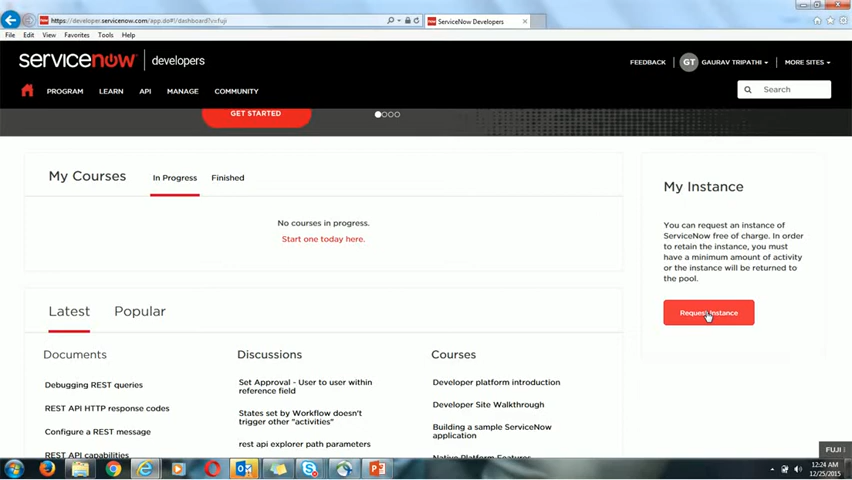 https://developer.servicenow.com/app.do#!/dashboard?v=fuji
ServiceNow Developers
File Edit View Favorites Tools Help
servicenow developers
FEEDBACK GT GAURAV TRIPATHI MORE SITES
PROGRAM LEARN API MANAGE COMMUNITY
Search
GET STARTED
My Courses In Progress Finished
No courses in progress.
Start one today here.
My Instance
You can request an instance of
ServiceNow free of charge. In order
to retain the instance, you must
have a minimum amount of activity
or the instance will be returned to
the pool.
Request Instance
Latest Popular
Documents
Debugging REST queries
REST API HTTP response codes
Configure a REST message
REST API capabilities
Discussions
Set Approval - User to user within
reference field
States set by Workflow doesn't
trigger other "activities"
rest api explorer path parameters
Courses
Developer platform introduction
Developer Site Walkthrough
Building a sample ServiceNow
application
Native Platform Features
FUJI
12:24 AM
12/25/2015